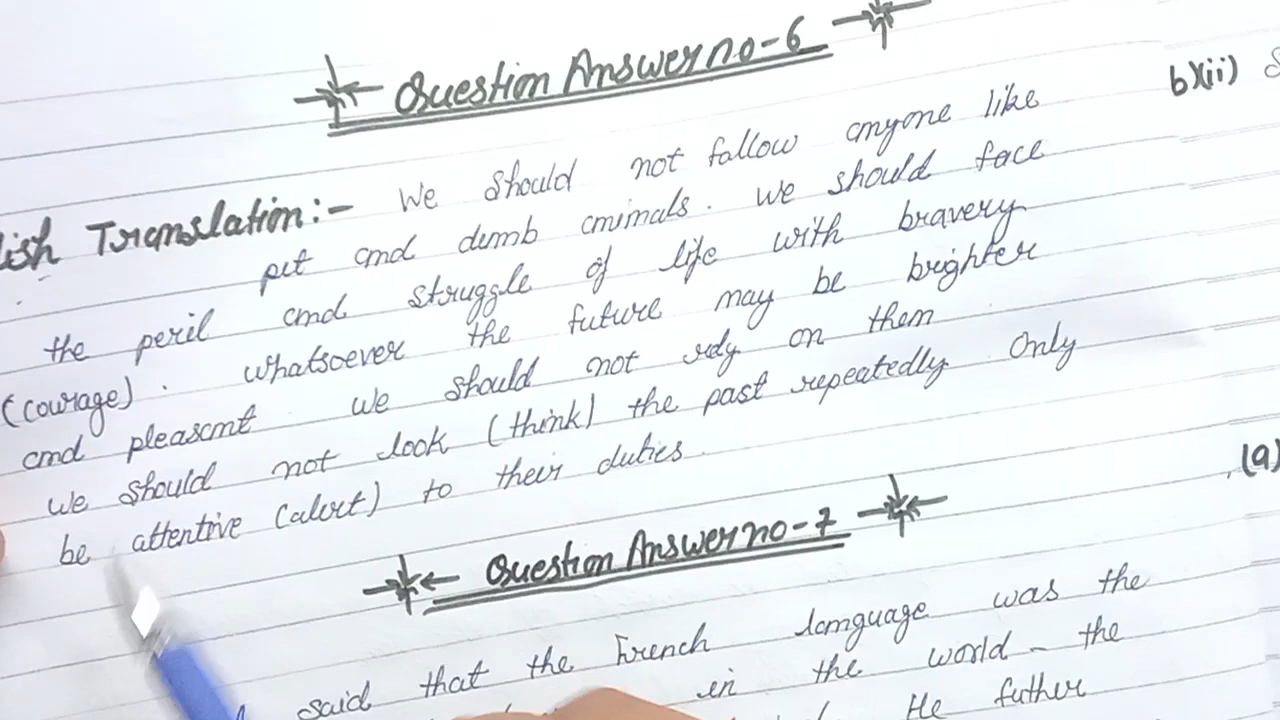 Question Answer no-6
b)(ii)
lish Translation:- We should not fallow anyone like
pet and dumb animals. We should face
the peril and struggle of life with bravery
(courage). whatsoever the future may be brighter
and pleasant we should not rely on them
we should not look (think) the past repeatedly Only
be attentive (alert) to their duties.
(a)
Question Answer no-7
said that the French language was the
in the world - the
He futher